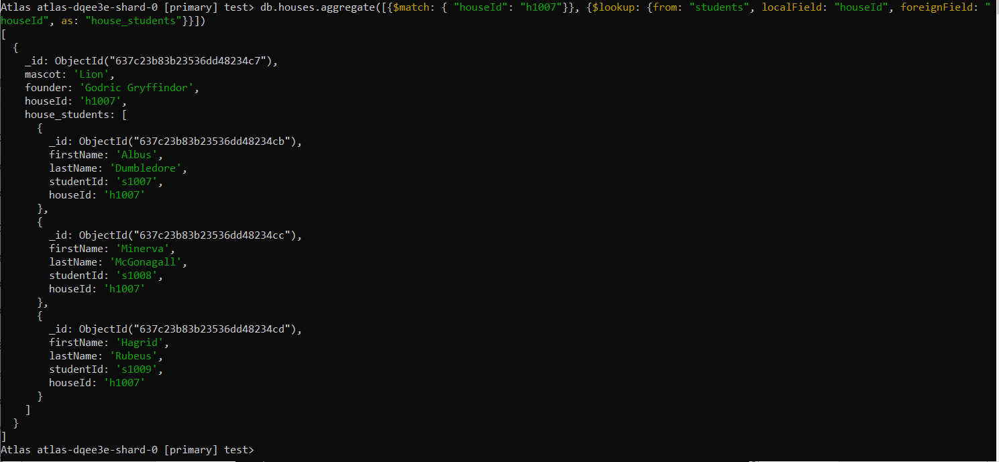 Atlas atlas-dqee3e-shard-0 [primary] test> db.houses.aggregate([{$match: { "houseId": "h1007"}}, {$lookup: {from: "students", localField: "houseId", foreignField: "
houseId", as: "house_students"}}])
[
  {
    _id: ObjectId("637c23b83b23536dd48234c7"),
    mascot: 'Lion',
    founder: 'Godric Gryffindor',
    houseId: 'h1007',
    house_students: [
      {
        _id: ObjectId("637c23b83b23536dd48234cb"),
        firstName: 'Albus',
        lastName: 'Dumbledore',
        studentId: 's1007',
        houseId: 'h1007'
      },
      {
        _id: ObjectId("637c23b83b23536dd48234cc"),
        firstName: 'Minerva',
        lastName: 'McGonagall',
        studentId: 's1008',
        houseId: 'h1007'
      },
      {
        _id: ObjectId("637c23b83b23536dd48234cd"),
        firstName: 'Hagrid',
        lastName: 'Rubeus',
        studentId: 's1009',
        houseId: 'h1007'
      }
    ]
  }
]
Atlas atlas-dqee3e-shard-0 [primary] test>